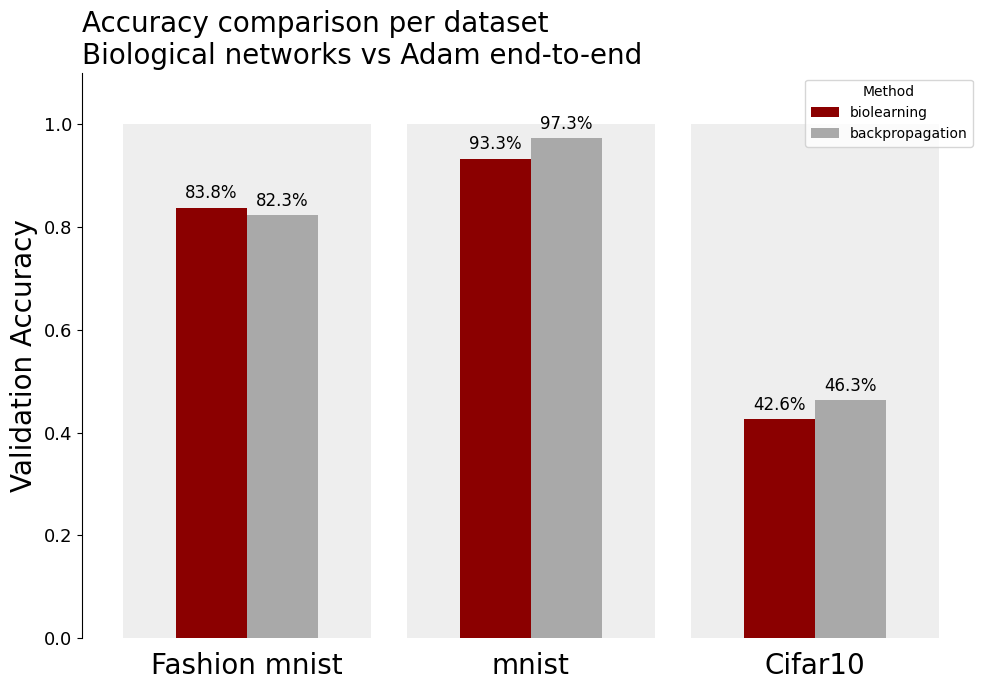 Accuracy comparison per dataset
Biological networks vs Adam end-to-end
Method
biolearning
backpropagation
Validation Accuracy
1.0
0.8
0.6
0.4
0.2
0.0
83.8%
82.3%
93.3%
97.3%
42.6%
46.3%
Fashion mnist
mnist
Cifar10